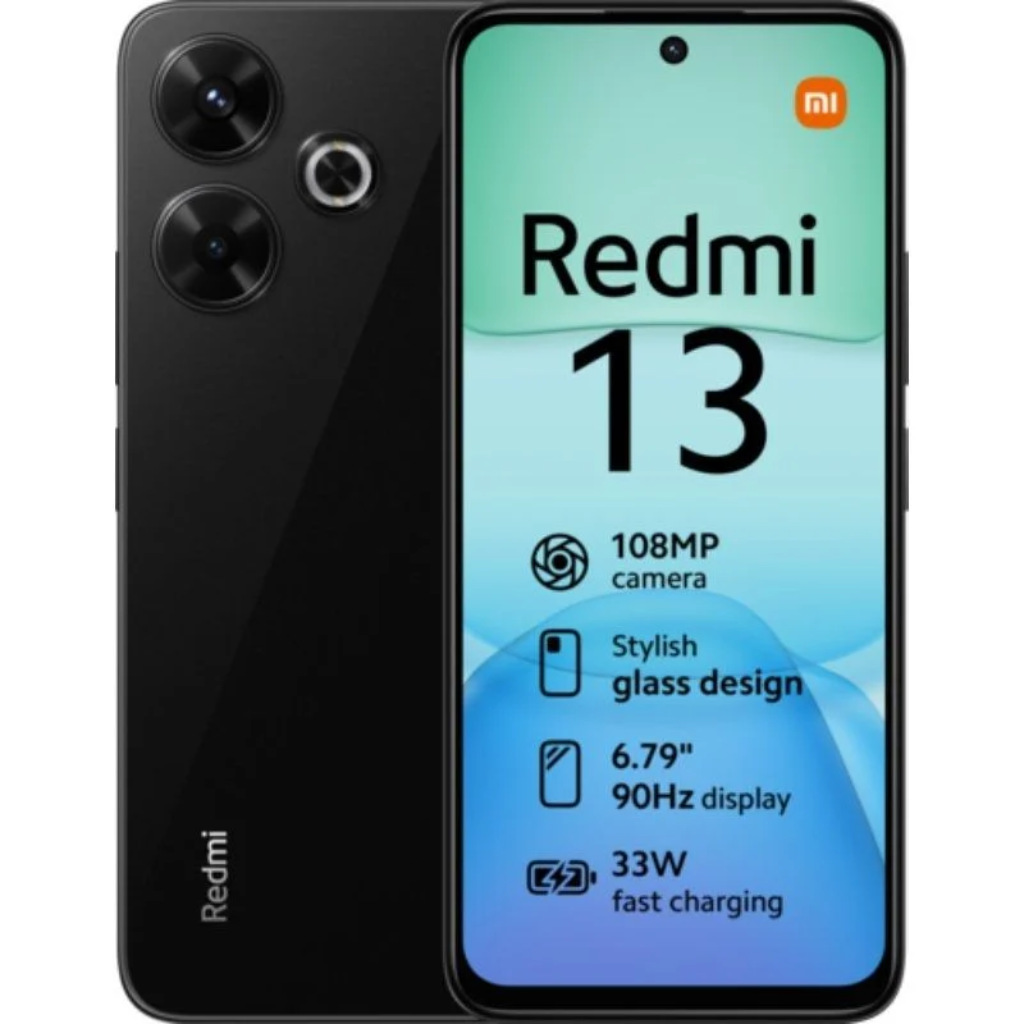 mi
Redmi
13
108MP
camera
Stylish
glass design
6.79"
90Hz display
33W
fast charging
Redmi